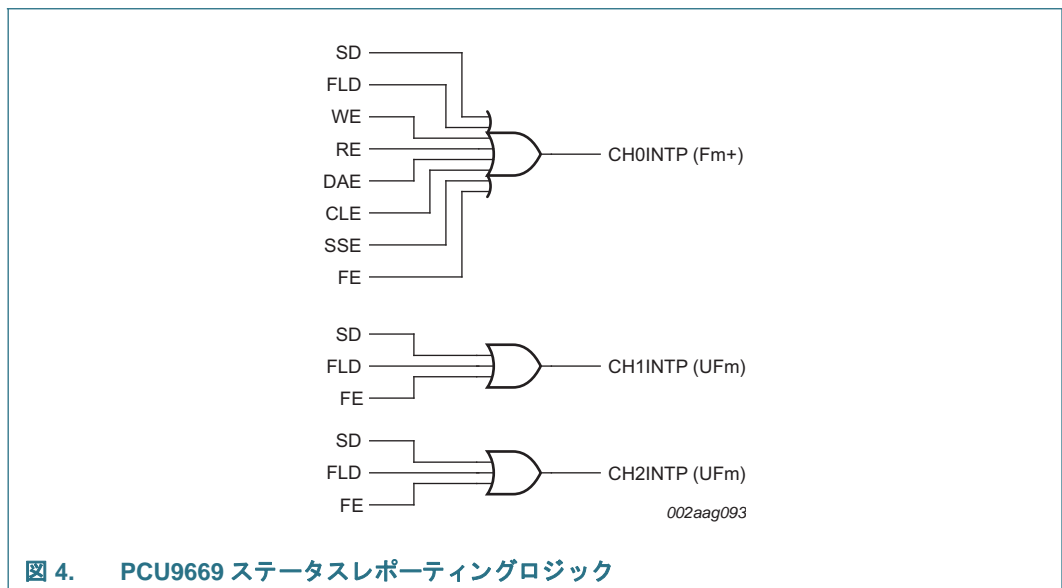 SD
FLD
WE
RE
DAE
CLE
SSE
FE
CH0INTP (Fm+)
SD
FLD
FE
CH1INTP (UFm)
SD
FLD
FE
CH2INTP (UFm)
002aag093
図 4. PCU9669 ステータスレポーティングロジック